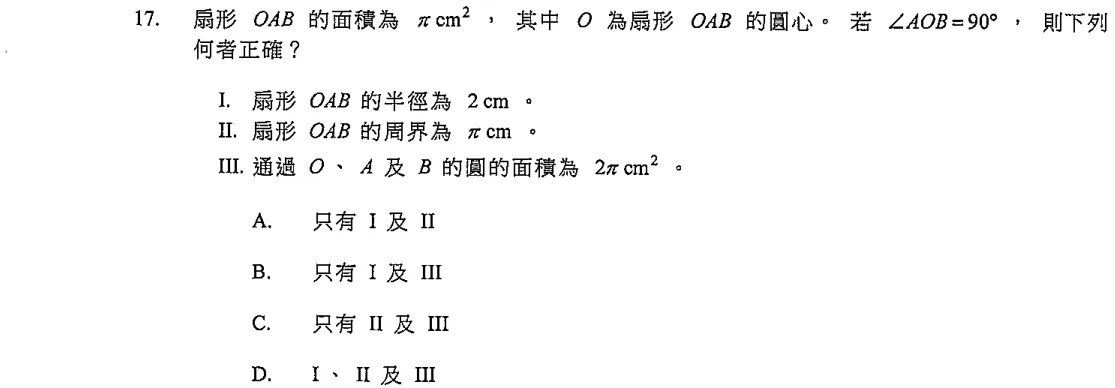 17. 扇形 OAB 的面積為 π cm²，其中 O 為扇形 OAB 的圓心。若 ∠AOB=90°，則下列
何者正確？
I. 扇形 OAB 的半徑為 2 cm。
II. 扇形 OAB 的周界為 π cm。
III. 通過 O、A 及 B 的圓的面積為 2π cm²。
A. 只有 I 及 II
B. 只有 I 及 III
C. 只有 II 及 III
D. I、II 及 III